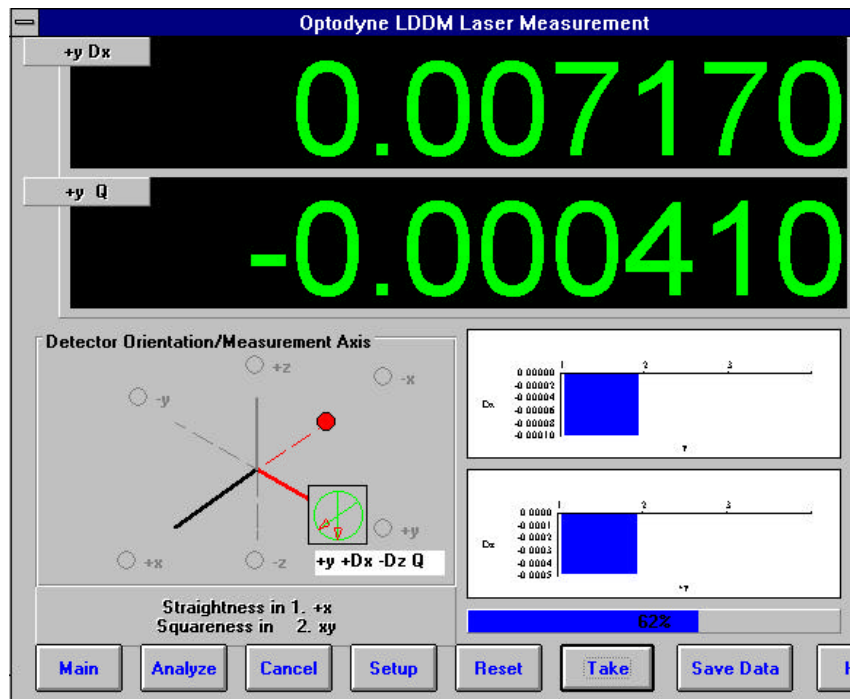 Optodyne LDDM Laser Measurement
+y Dx
0.007170
+y Q
-0.000410
Detector Orientation/Measurement Axis
+z
-x
-y
+y
+x
-z
+y +Dx -Dz Q
Straightness in 1. +x
Squareness in 2. xy
1 2 3
0.00000
-0.00002
-0.00004
-0.00006
-0.00008
-0.00010
Dx
1 2 3
0.0000
-0.0001
-0.0002
-0.0003
-0.0004
-0.0005
Dz
+y
62%
Main Analyze Cancel Setup Reset Take Save Data